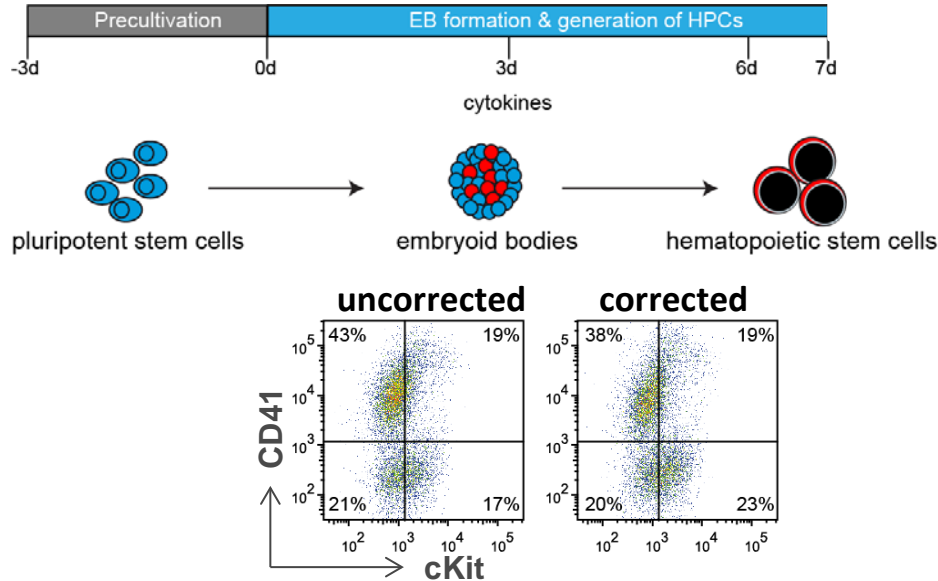 Precultivation EB formation & generation of HPCs
-3d 0d 3d 6d 7d
cytokines
pluripotent stem cells embryoid bodies hematopoietic stem cells
uncorrected corrected
43% 19% 38% 19%
10⁵ 10⁵
10⁴ 10⁴
CD41
10³ 10³
10² 10²
21% 17% 20% 23%
10² 10³ 10⁴ 10⁵ 10² 10³ 10⁴ 10⁵
cKit